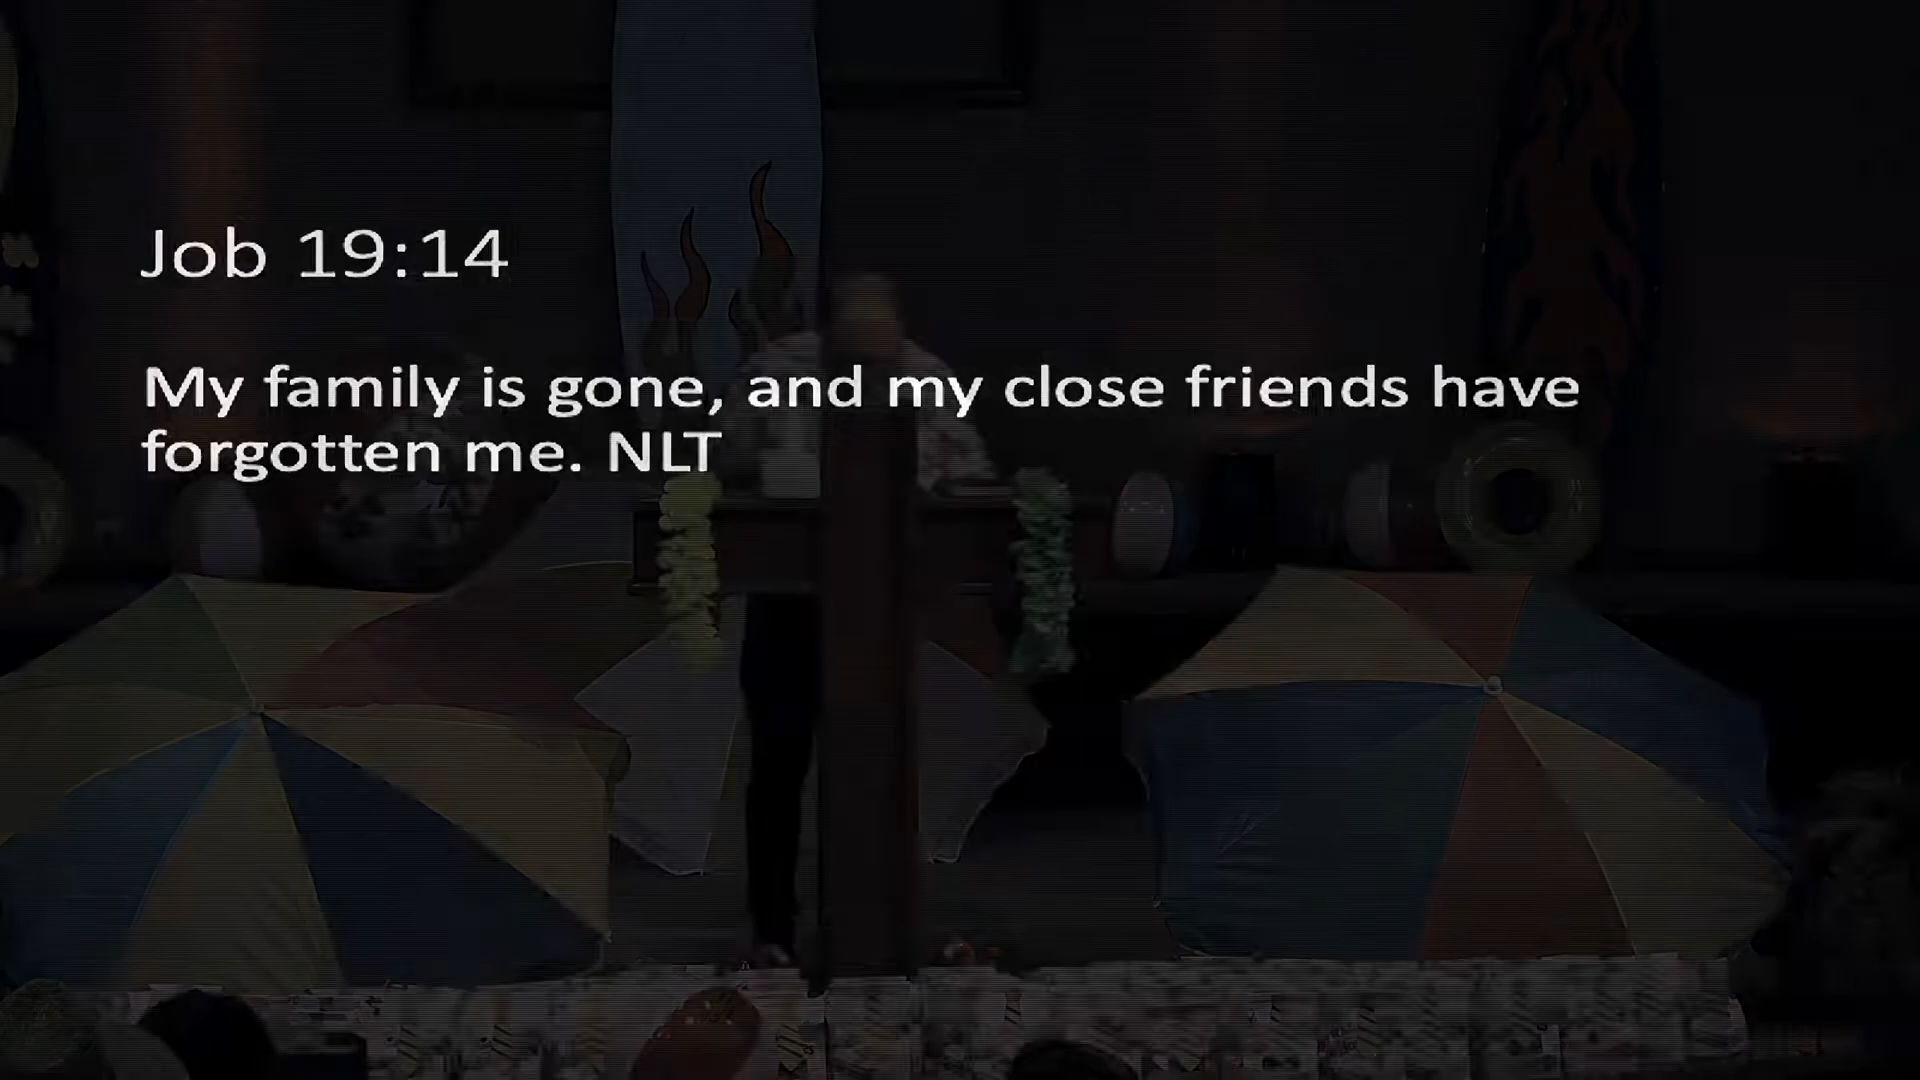 Job 19:14
My family is gone, and my close friends have
forgotten me. NLT